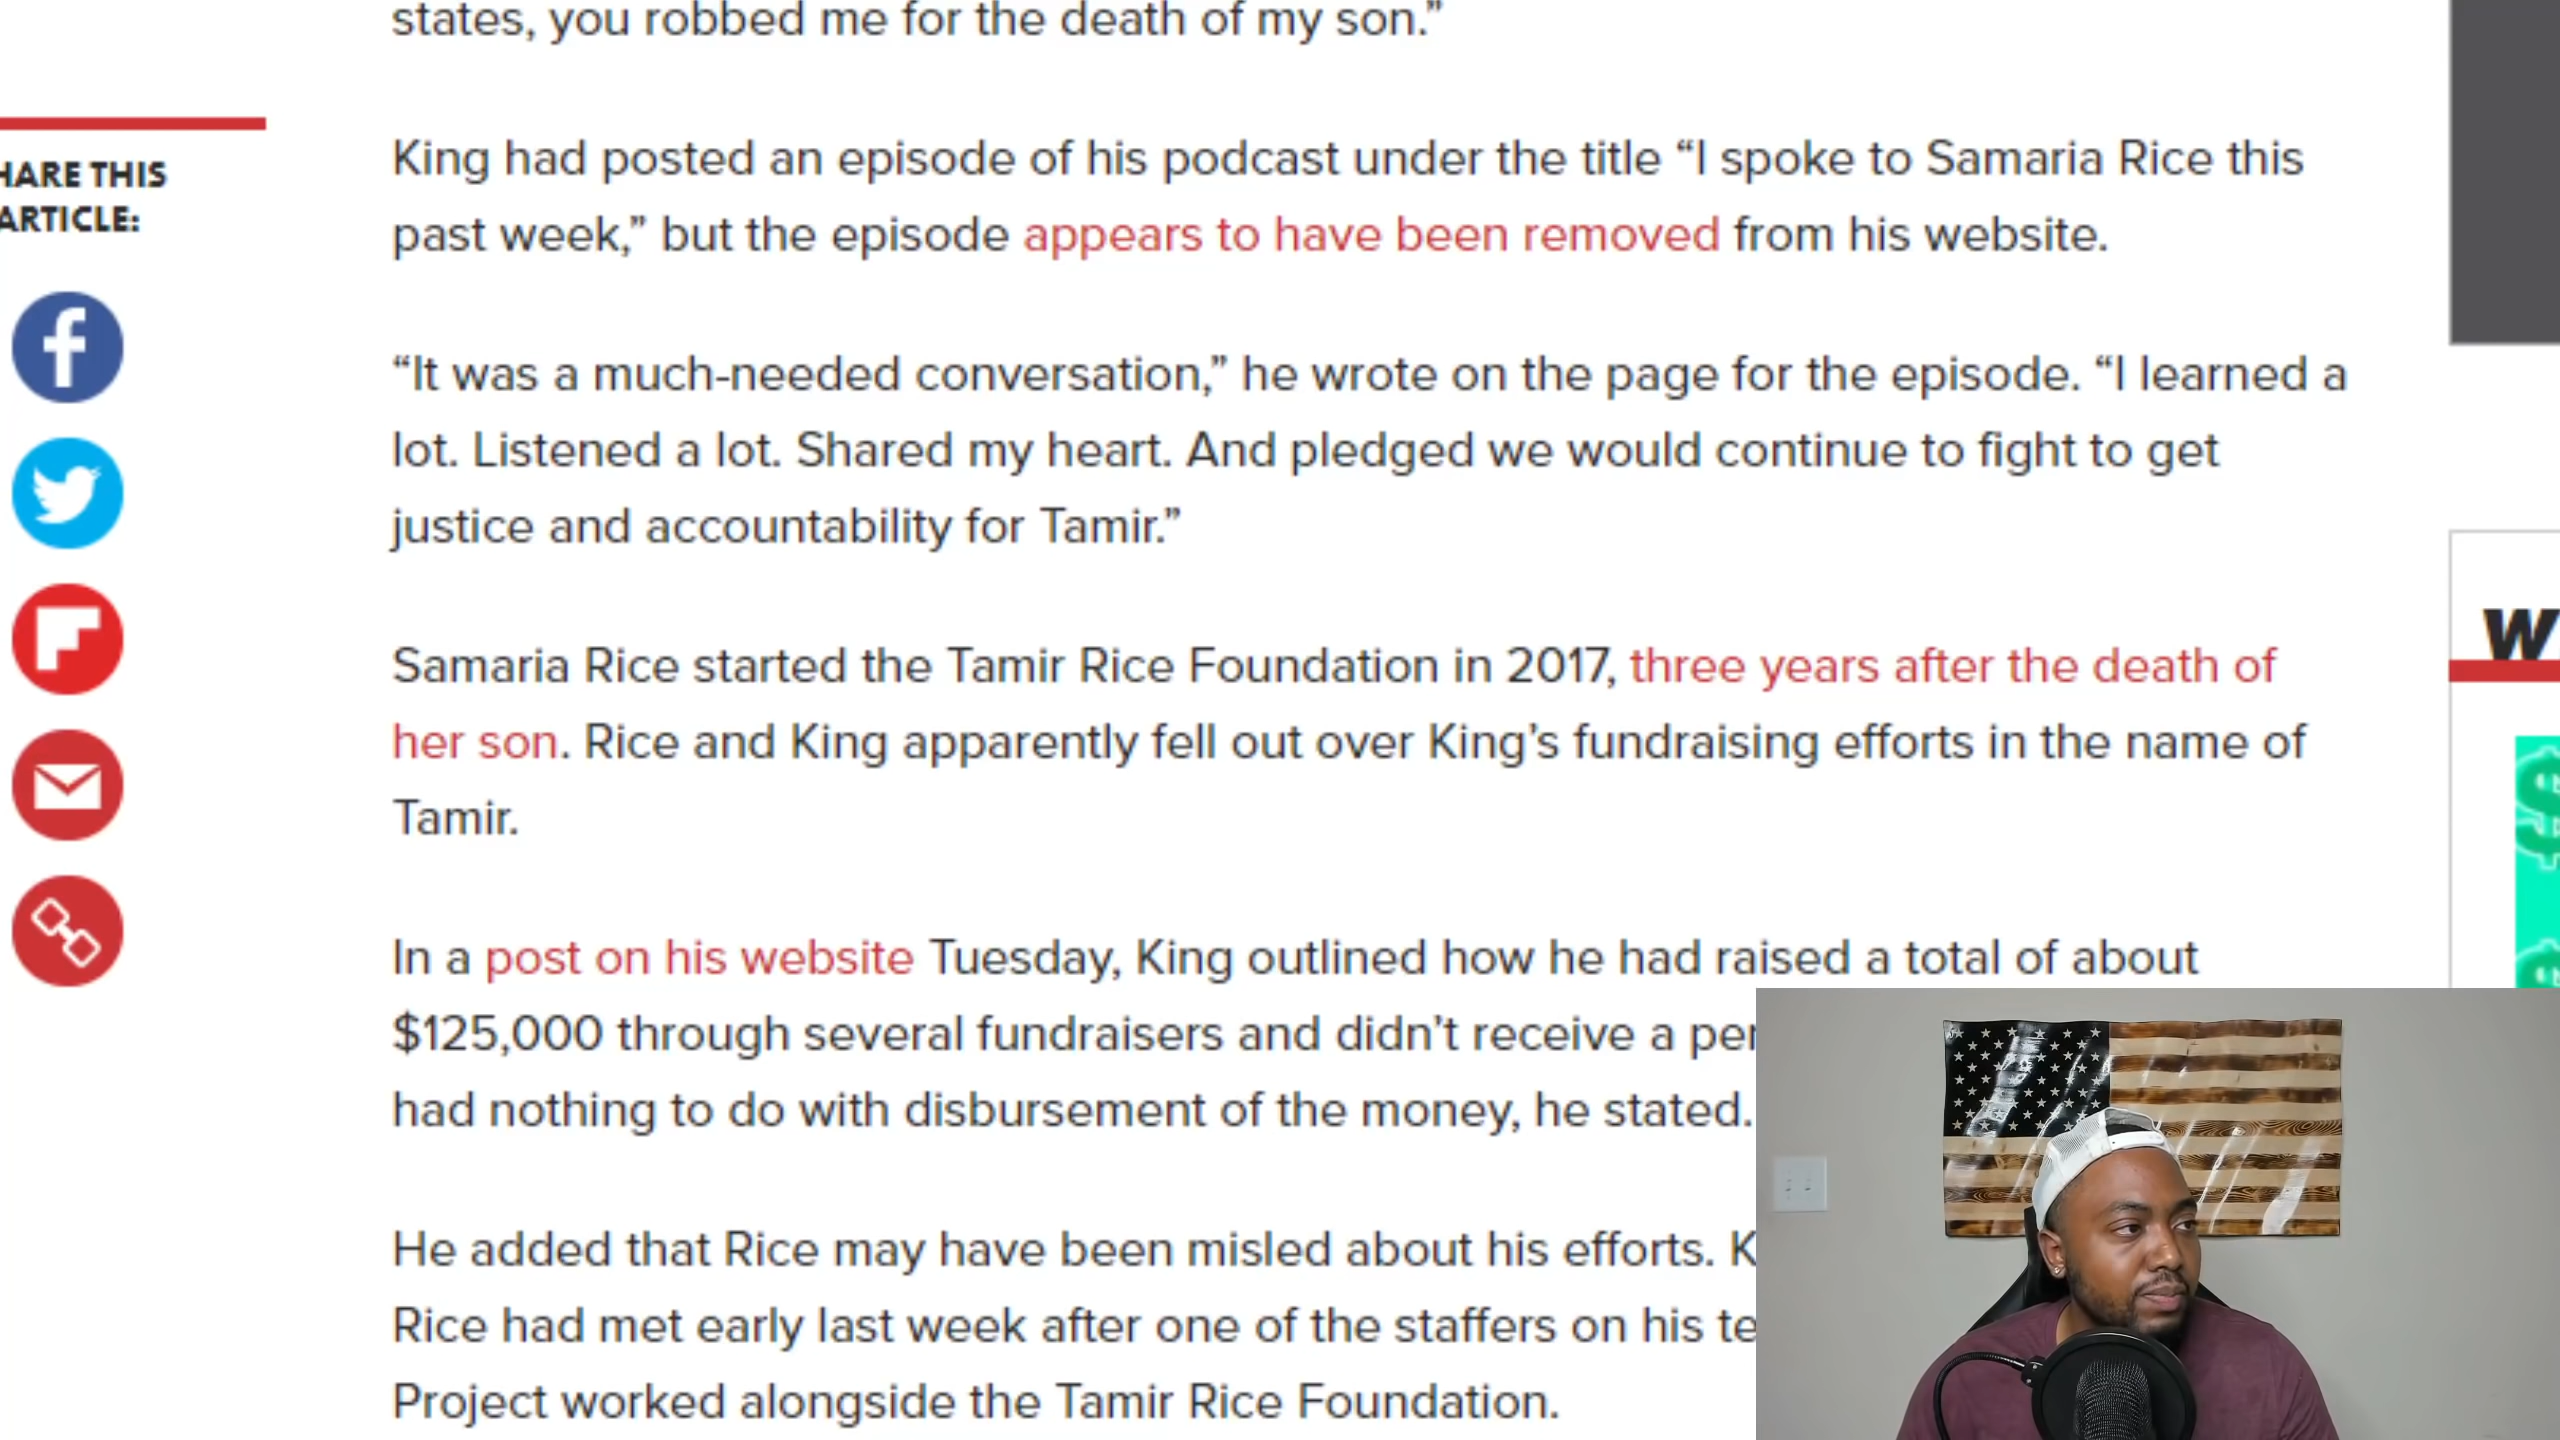 states, you robbed me for the death of my son.”
HARE THIS
ARTICLE:
King had posted an episode of his podcast under the title “I spoke to Samaria Rice this
past week,” but the episode appears to have been removed from his website.
“It was a much-needed conversation,” he wrote on the page for the episode. “I learned a
lot. Listened a lot. Shared my heart. And pledged we would continue to fight to get
justice and accountability for Tamir.”
Samaria Rice started the Tamir Rice Foundation in 2017, three years after the death of
her son. Rice and King apparently fell out over King’s fundraising efforts in the name of
Tamir.
In a post on his website Tuesday, King outlined how he had raised a total of about
$125,000 through several fundraisers and didn’t receive a
had nothing to do with disbursement of the money, he stated.
He added that Rice may have been misled about his efforts.
Rice had met early last week after one of the staffers on his
Project worked alongside the Tamir Rice Foundation.